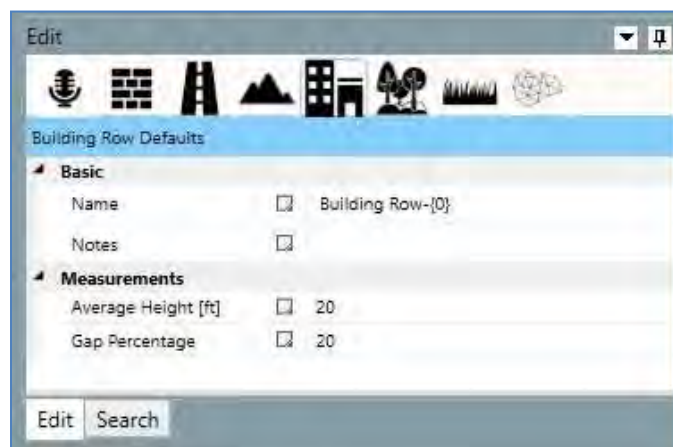 Edit
Building Row Defaults
Basic
Name Building Row-{0}
Notes
Measurements
Average Height [ft] 20
Gap Percentage 20
Edit Search